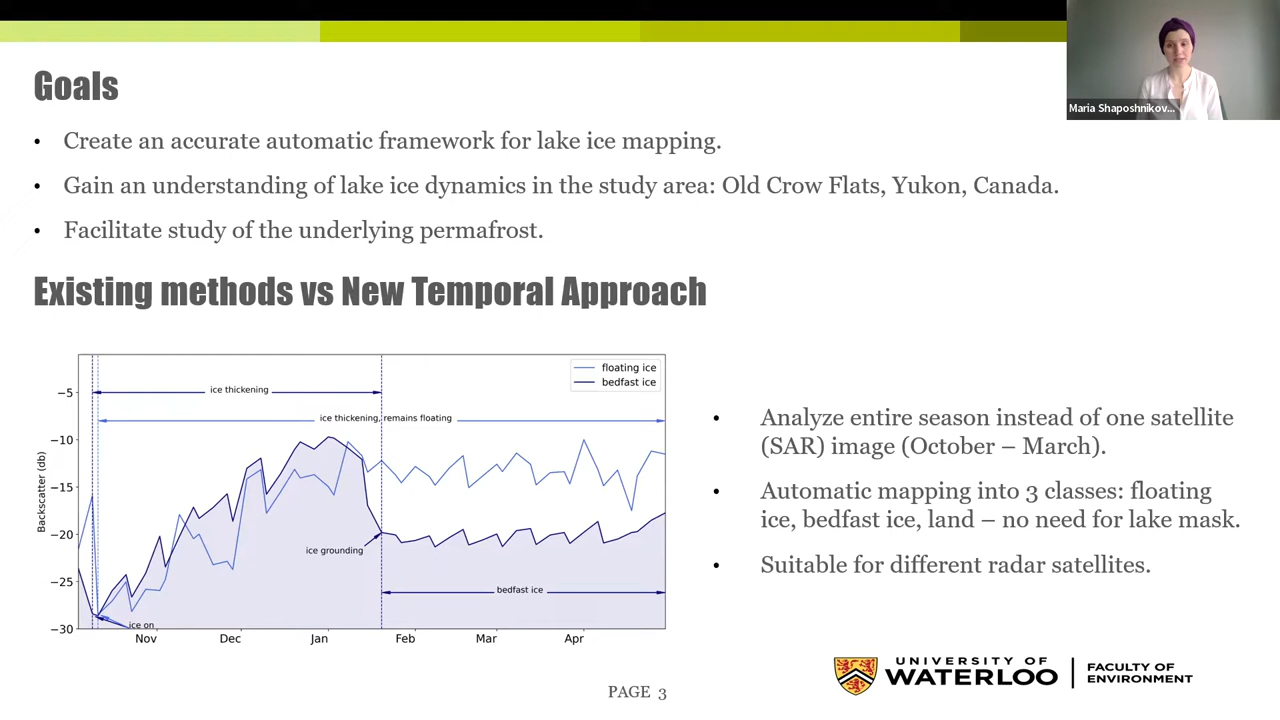 Maria Shaposhnikov...
Goals
• Create an accurate automatic framework for lake ice mapping.
• Gain an understanding of lake ice dynamics in the study area: Old Crow Flats, Yukon, Canada.
• Facilitate study of the underlying permafrost.
Existing methods vs New Temporal Approach
floating ice
bedfast ice
ice thickening
ice thickening, remains floating
ice grounding
bedfast ice
ice on
Backscatter (db)
−5
−10
−15
−20
−25
−30
Nov Dec Jan Feb Mar Apr
• Analyze entire season instead of one satellite
(SAR) image (October – March).
• Automatic mapping into 3 classes: floating
ice, bedfast ice, land – no need for lake mask.
• Suitable for different radar satellites.
UNIVERSITY OF
WATERLOO
FACULTY OF
ENVIRONMENT
PAGE 3